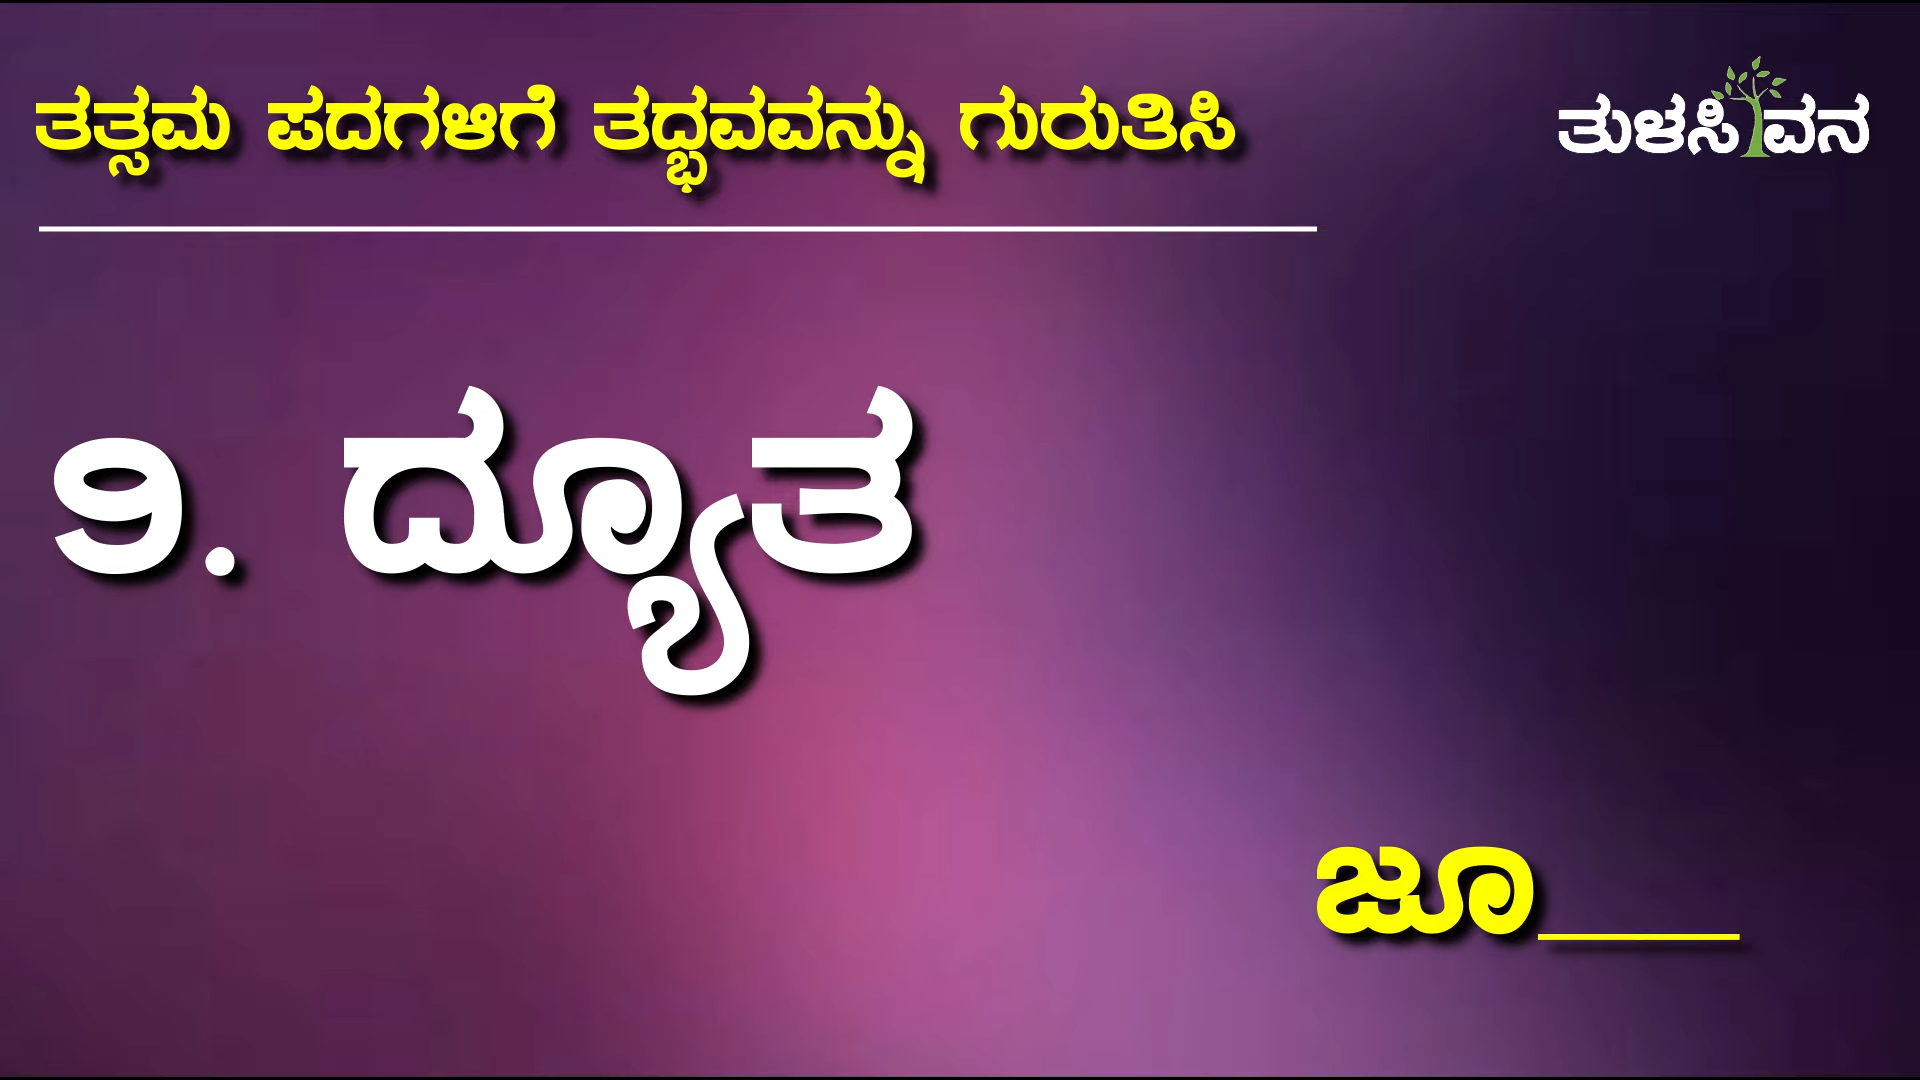 ತತ್ಸಮ ಪದಗಳಿಗೆ ತದ್ಭವವನ್ನು ಗುರುತಿಸಿ
ತುಳಸಿವನ
೨. ದ್ಯೂತ
ಜೂ___